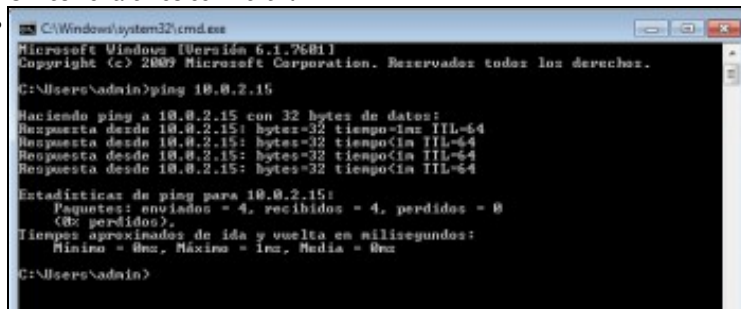 C:\Windows\system32\cmd.exe
Microsoft Windows [Versión 6.1.7601]
Copyright (c) 2009 Microsoft Corporation. Reservados todos los derechos.
C:\Users\admin>ping 10.0.2.15
Haciendo ping a 10.0.2.15 con 32 bytes de datos:
Respuesta desde 10.0.2.15: bytes=32 tiempo=1ms TTL=64
Respuesta desde 10.0.2.15: bytes=32 tiempo<1m TTL=64
Respuesta desde 10.0.2.15: bytes=32 tiempo<1m TTL=64
Respuesta desde 10.0.2.15: bytes=32 tiempo<1m TTL=64
Estadísticas de ping para 10.0.2.15:
Paquetes: enviados = 4, recibidos = 4, perdidos = 0
(0% perdidos),
Tiempos aproximados de ida y vuelta en milisegundos:
Mínimo = 0ms, Máximo = 1ms, Media = 0ms
C:\Users\admin>